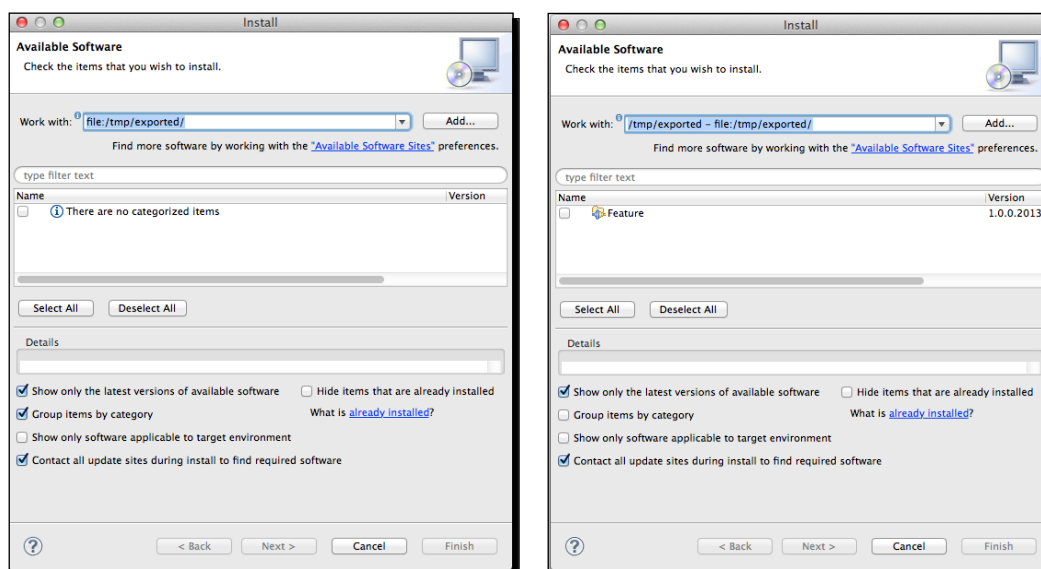 Install
Available Software
Check the items that you wish to install.
Work with: file:/tmp/exported/ Add...
Find more software by working with the "Available Software Sites" preferences.
type filter text
Name Version
There are no categorized items
Select All Deselect All
Details
Show only the latest versions of available software Hide items that are already installed
Group items by category What is already installed?
Show only software applicable to target environment
Contact all update sites during install to find required software
? < Back Next > Cancel Finish
Install
Available Software
Check the items that you wish to install.
Work with: /tmp/exported – file:/tmp/exported/ Add...
Find more software by working with the "Available Software Sites" preferences.
type filter text
Name Version
Feature 1.0.0.2013
Select All Deselect All
Details
Show only the latest versions of available software Hide items that are already installed
Group items by category What is already installed?
Show only software applicable to target environment
Contact all update sites during install to find required software
? < Back Next > Cancel Finish